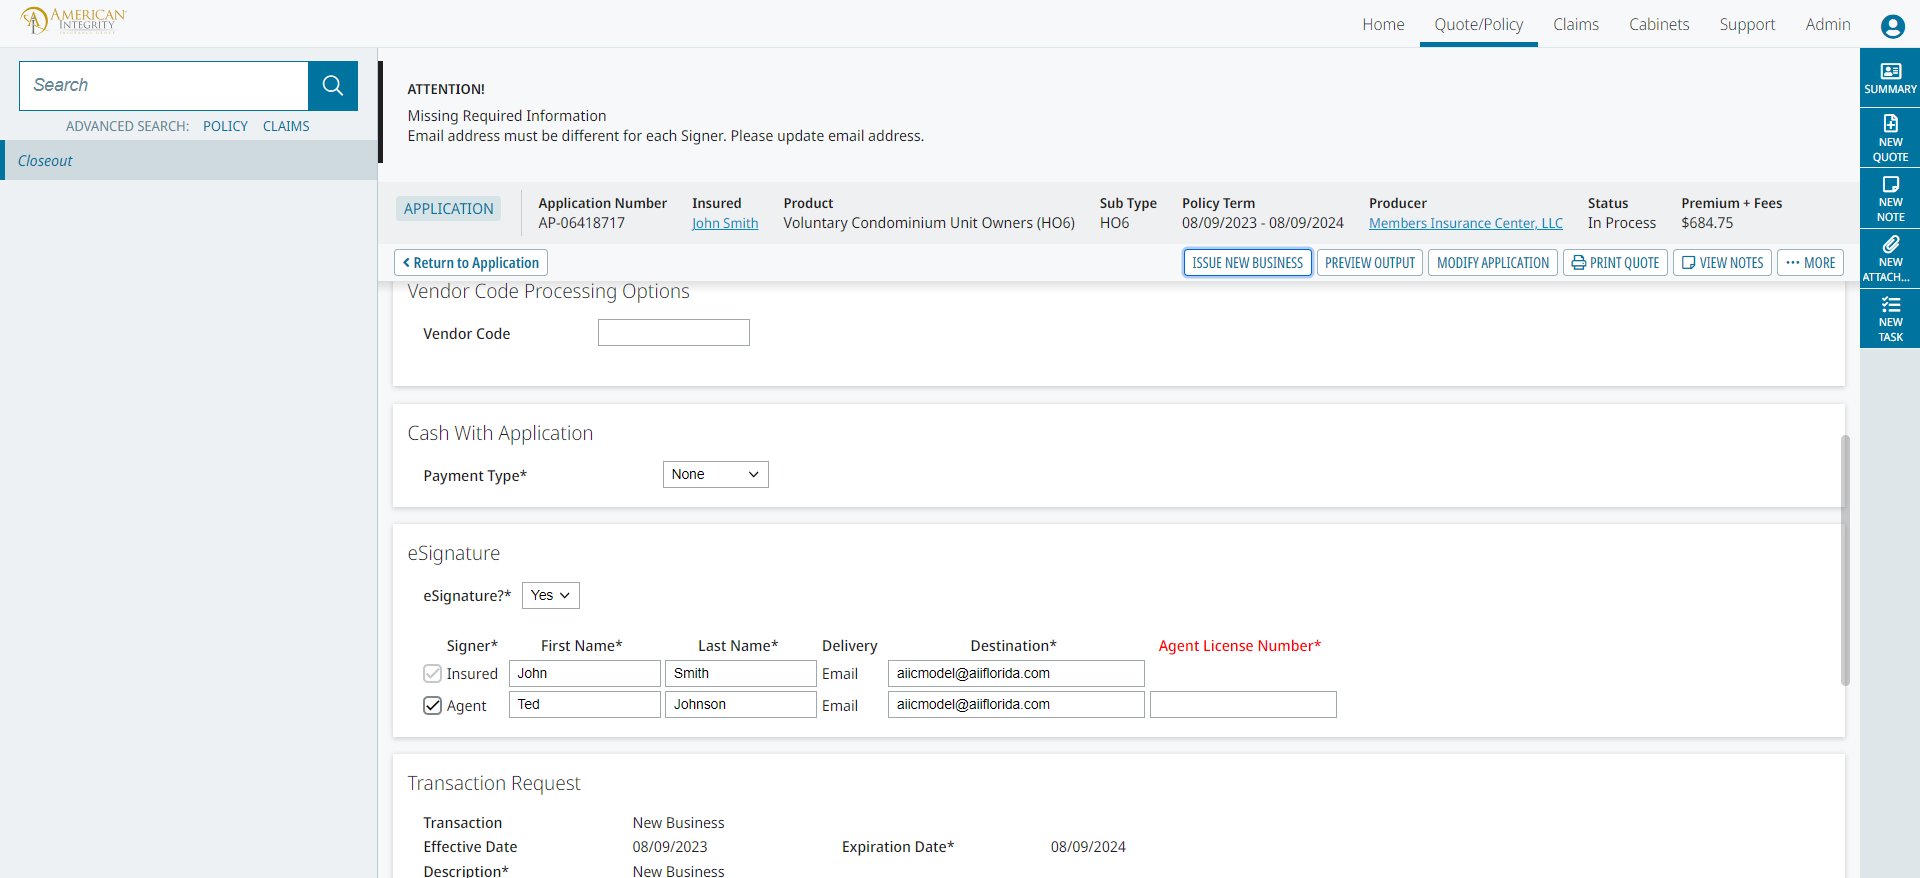 AMERICAN
INTEGRITY
Home
Quote/Policy
Claims
Cabinets
Support
Admin
Search
ADVANCED SEARCH: POLICY CLAIMS
Closeout
ATTENTION!
Missing Required Information
Email address must be different for each Signer. Please update email address.
APPLICATION
Application Number
AP-06418717
Insured
John Smith
Product
Voluntary Condominium Unit Owners (HO6)
Sub Type
HO6
Policy Term
08/09/2023 - 08/09/2024
Producer
Members Insurance Center, LLC
Status
In Process
Premium + Fees
$684.75
Return to Application
ISSUE NEW BUSINESS
PREVIEW OUTPUT
MODIFY APPLICATION
PRINT QUOTE
VIEW NOTES
MORE
SUMMARY
NEW
QUOTE
NEW
NOTE
NEW
ATTACH...
NEW
TASK
Vendor Code Processing Options
Vendor Code
Cash With Application
Payment Type* None
eSignature
eSignature?* Yes
Signer* First Name* Last Name* Delivery Destination* Agent License Number*
Insured John Smith Email aiicmodel@aiiflorida.com
Agent Ted Johnson Email aiicmodel@aiiflorida.com
Transaction Request
Transaction New Business
Effective Date 08/09/2023 Expiration Date* 08/09/2024
Description* New Business